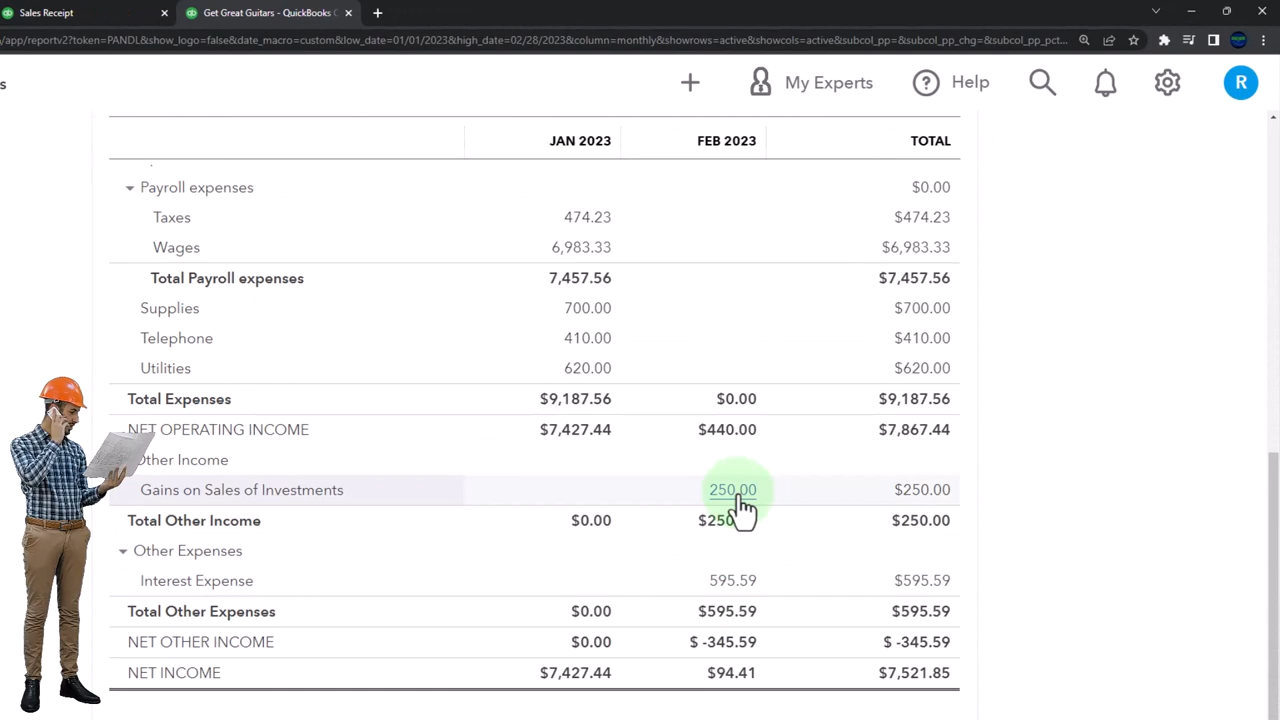 Sales Receipt
Get Great Guitars - QuickBooks C
/app/reportv2?token=PANDL&show_logo=false&date_macro=custom&low_date=01/01/2023&high_date=02/28/2023&column=monthly&showrows=active&showcols=active&subcol_pp=&subcol_pp_chg=&subcol_pp_pct...
s My Experts Help R
JAN 2023 FEB 2023 TOTAL
Payroll expenses $0.00
Taxes 474.23 $474.23
Wages 6,983.33 $6,983.33
Total Payroll expenses 7,457.56 $7,457.56
Supplies 700.00 $700.00
Telephone 410.00 $410.00
Utilities 620.00 $620.00
Total Expenses $9,187.56 $0.00 $9,187.56
NET OPERATING INCOME $7,427.44 $440.00 $7,867.44
Other Income
Gains on Sales of Investments 250.00 $250.00
Total Other Income $0.00 $250 $250.00
Other Expenses
Interest Expense 595.59 $595.59
Total Other Expenses $0.00 $595.59 $595.59
NET OTHER INCOME $0.00 $ -345.59 $ -345.59
NET INCOME $7,427.44 $94.41 $7,521.85